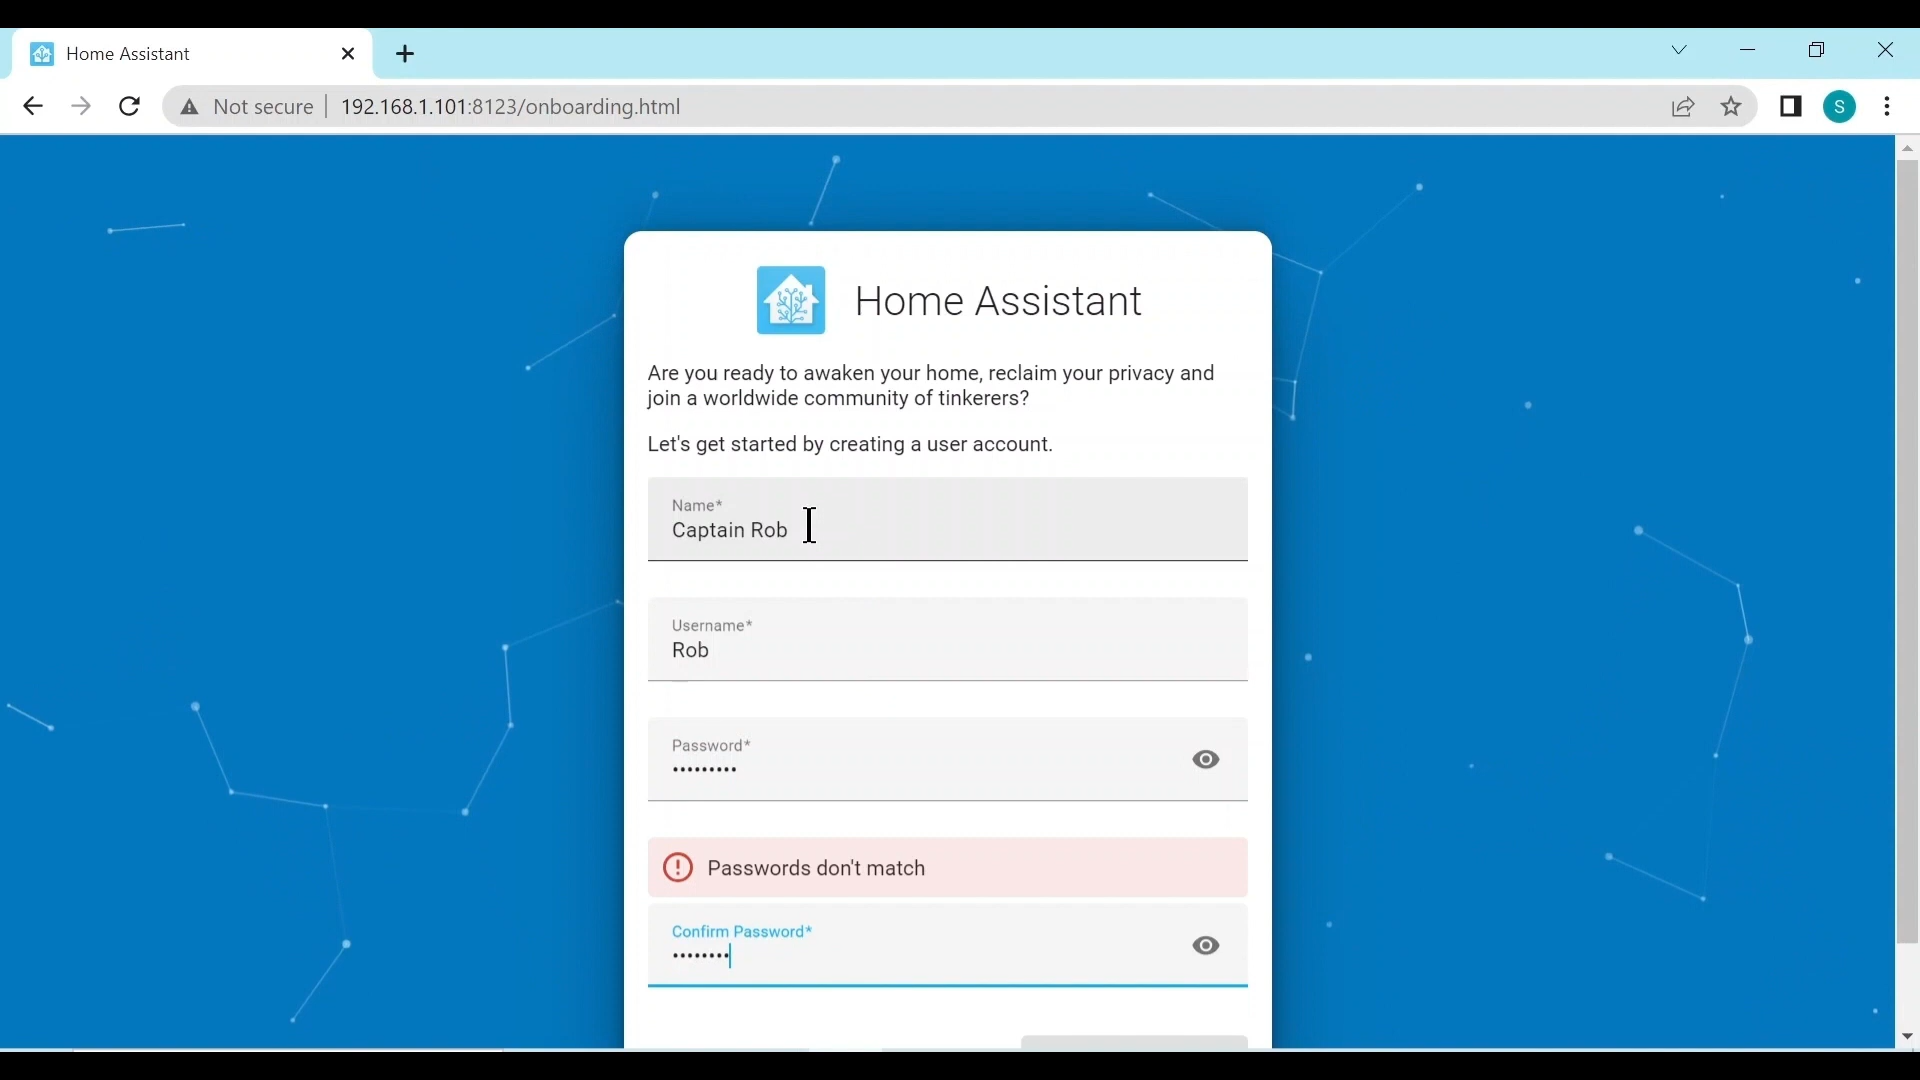 Home Assistant
Not secure 192.168.1.101:8123/onboarding.html
S
Home Assistant
Are you ready to awaken your home, reclaim your privacy and
join a worldwide community of tinkerers?
Let's get started by creating a user account.
Name*
Captain Rob
Username*
Rob
Password*
•••••••••
Passwords don't match
Confirm Password*
••••••••